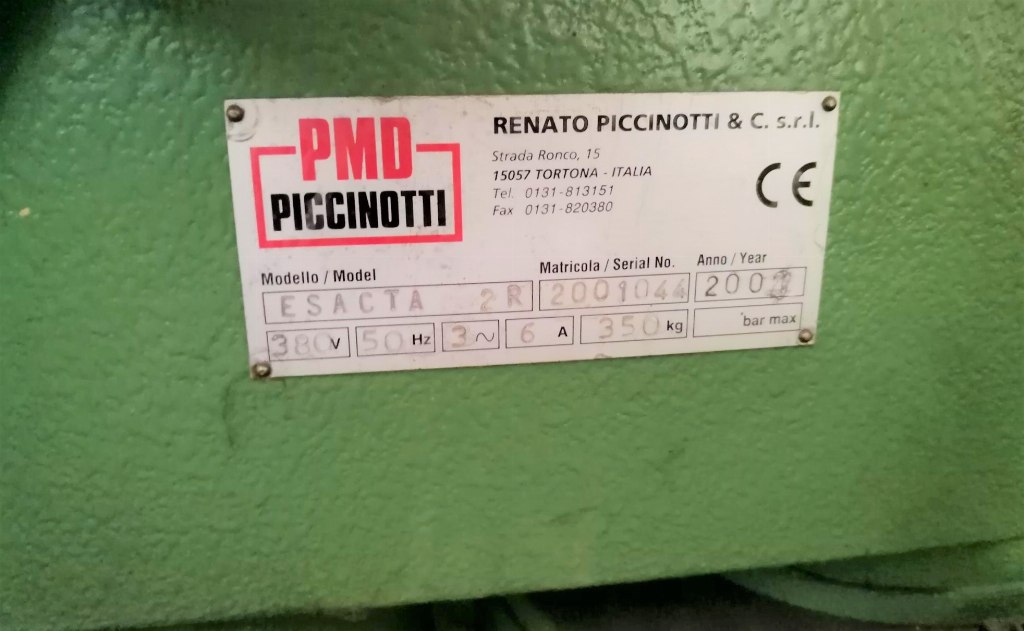 PMD
PICCINOTTI
RENATO PICCINOTTI & C. s.r.l.
Strada Ronco, 15
15057 TORTONA - ITALIA
Tel. 0131-813151
Fax 0131-820380
CE
Modello / Model
Matricola / Serial No.
Anno / Year
ESACTA 2R
2001044
380 V
50 Hz
3~
6 A
350 kg
bar max